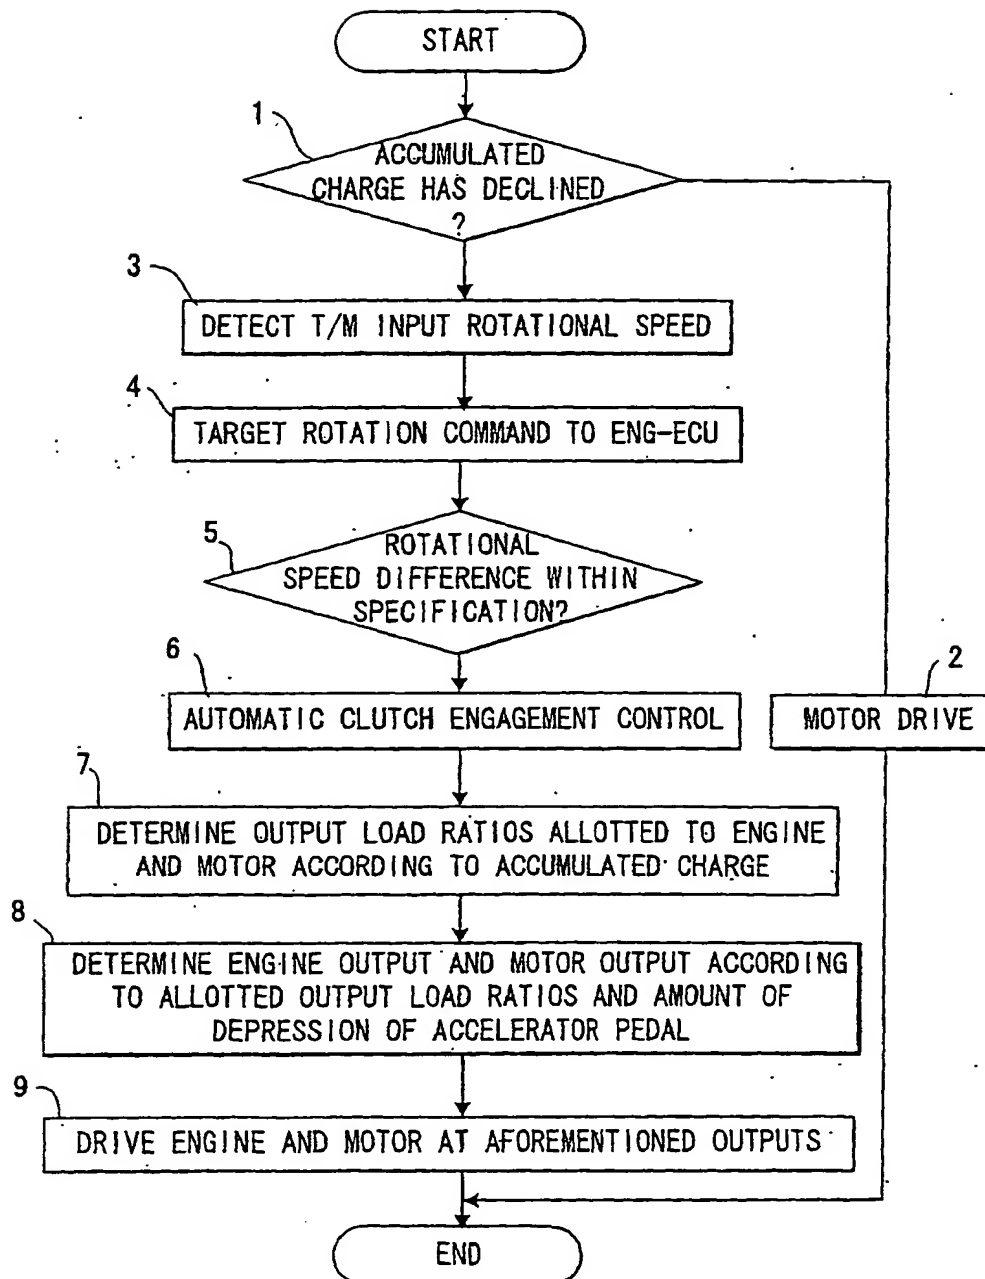 START
1
ACCUMULATED
CHARGE HAS DECLINED
?
3
DETECT T/M INPUT ROTATIONAL SPEED
4
TARGET ROTATION COMMAND TO ENG-ECU
5
ROTATIONAL
SPEED DIFFERENCE WITHIN
SPECIFICATION?
6
AUTOMATIC CLUTCH ENGAGEMENT CONTROL
2
MOTOR DRIVE
7
DETERMINE OUTPUT LOAD RATIOS ALLOTTED TO ENGINE
AND MOTOR ACCORDING TO ACCUMULATED CHARGE
8
DETERMINE ENGINE OUTPUT AND MOTOR OUTPUT ACCORDING
TO ALLOTTED OUTPUT LOAD RATIOS AND AMOUNT OF
DEPRESSION OF ACCELERATOR PEDAL
9
DRIVE ENGINE AND MOTOR AT AFOREMENTIONED OUTPUTS
END